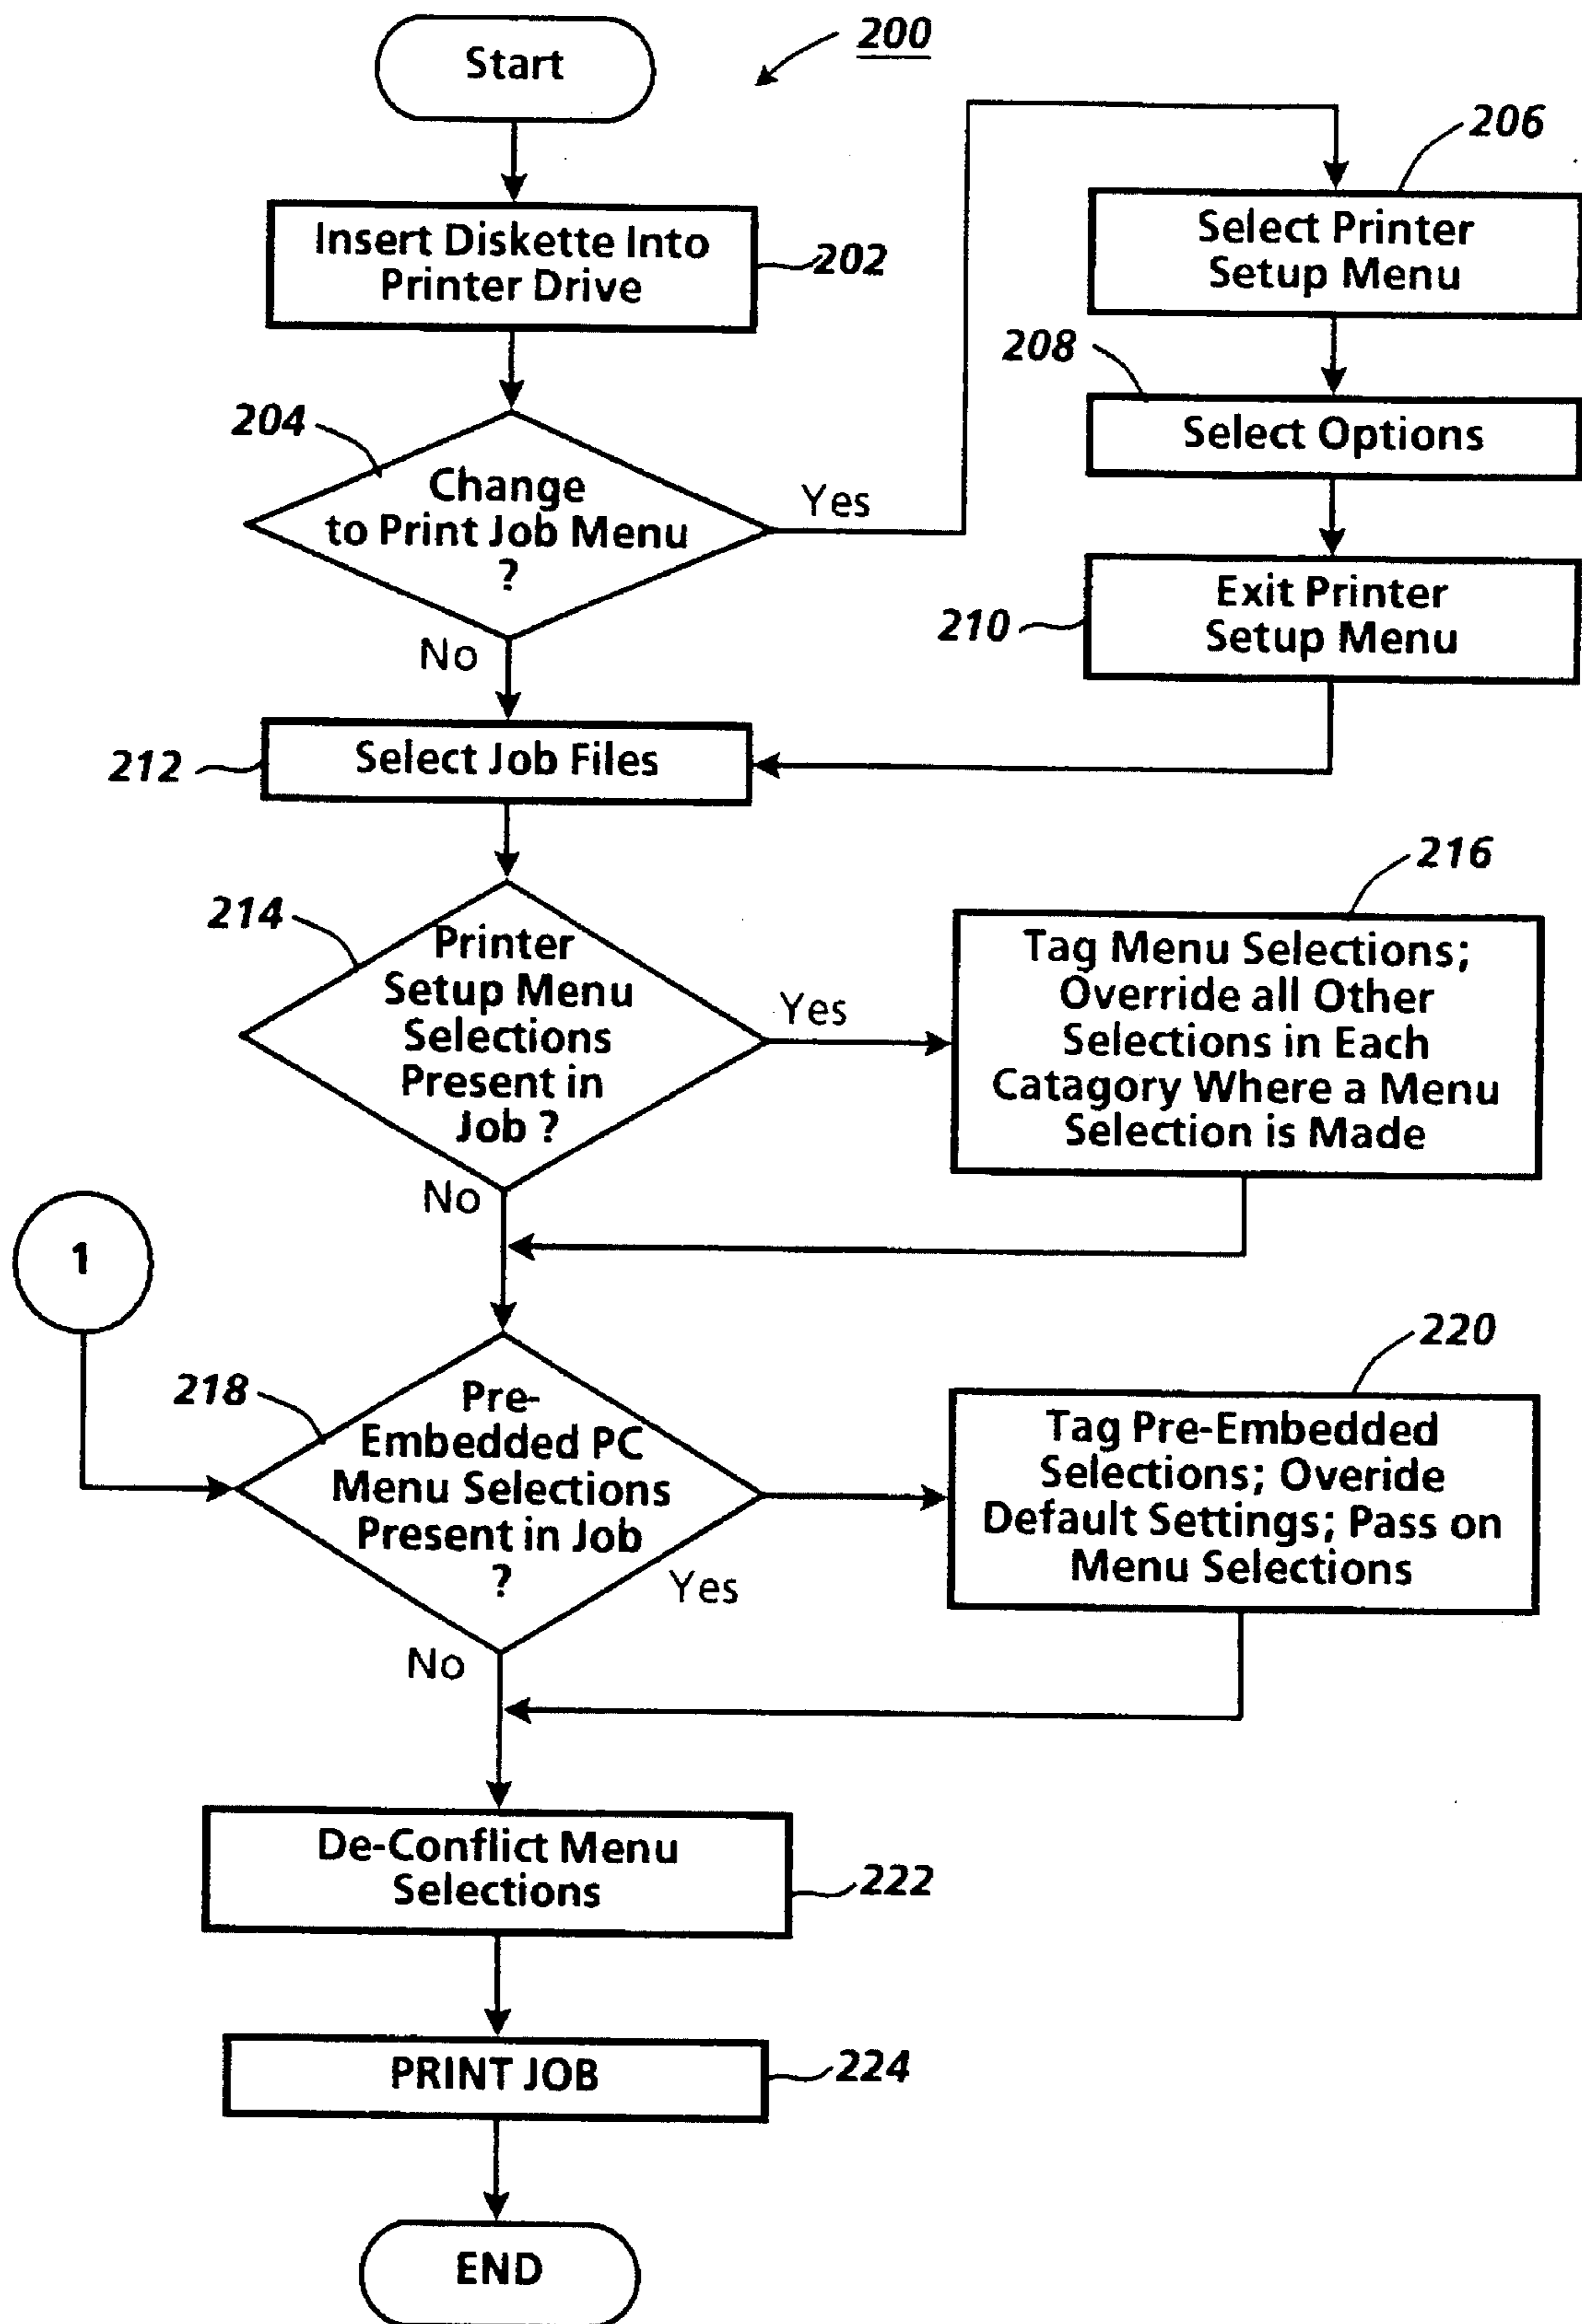 Start
200
Insert Diskette Into
Printer Drive
202
204
Change
to Print Job Menu
?
Yes
No
206
Select Printer
Setup Menu
208
Select Options
210
Exit Printer
Setup Menu
212
Select Job Files
214
Printer
Setup Menu
Selections
Present in
Job ?
Yes
No
216
Tag Menu Selections;
Override all Other
Selections in Each
Catagory Where a Menu
Selection is Made
1
218
Pre-
Embedded PC
Menu Selections
Present in Job
?
Yes
No
220
Tag Pre-Embedded
Selections; Overide
Default Settings; Pass on
Menu Selections
De-Conflict Menu
Selections
222
PRINT JOB
224
END